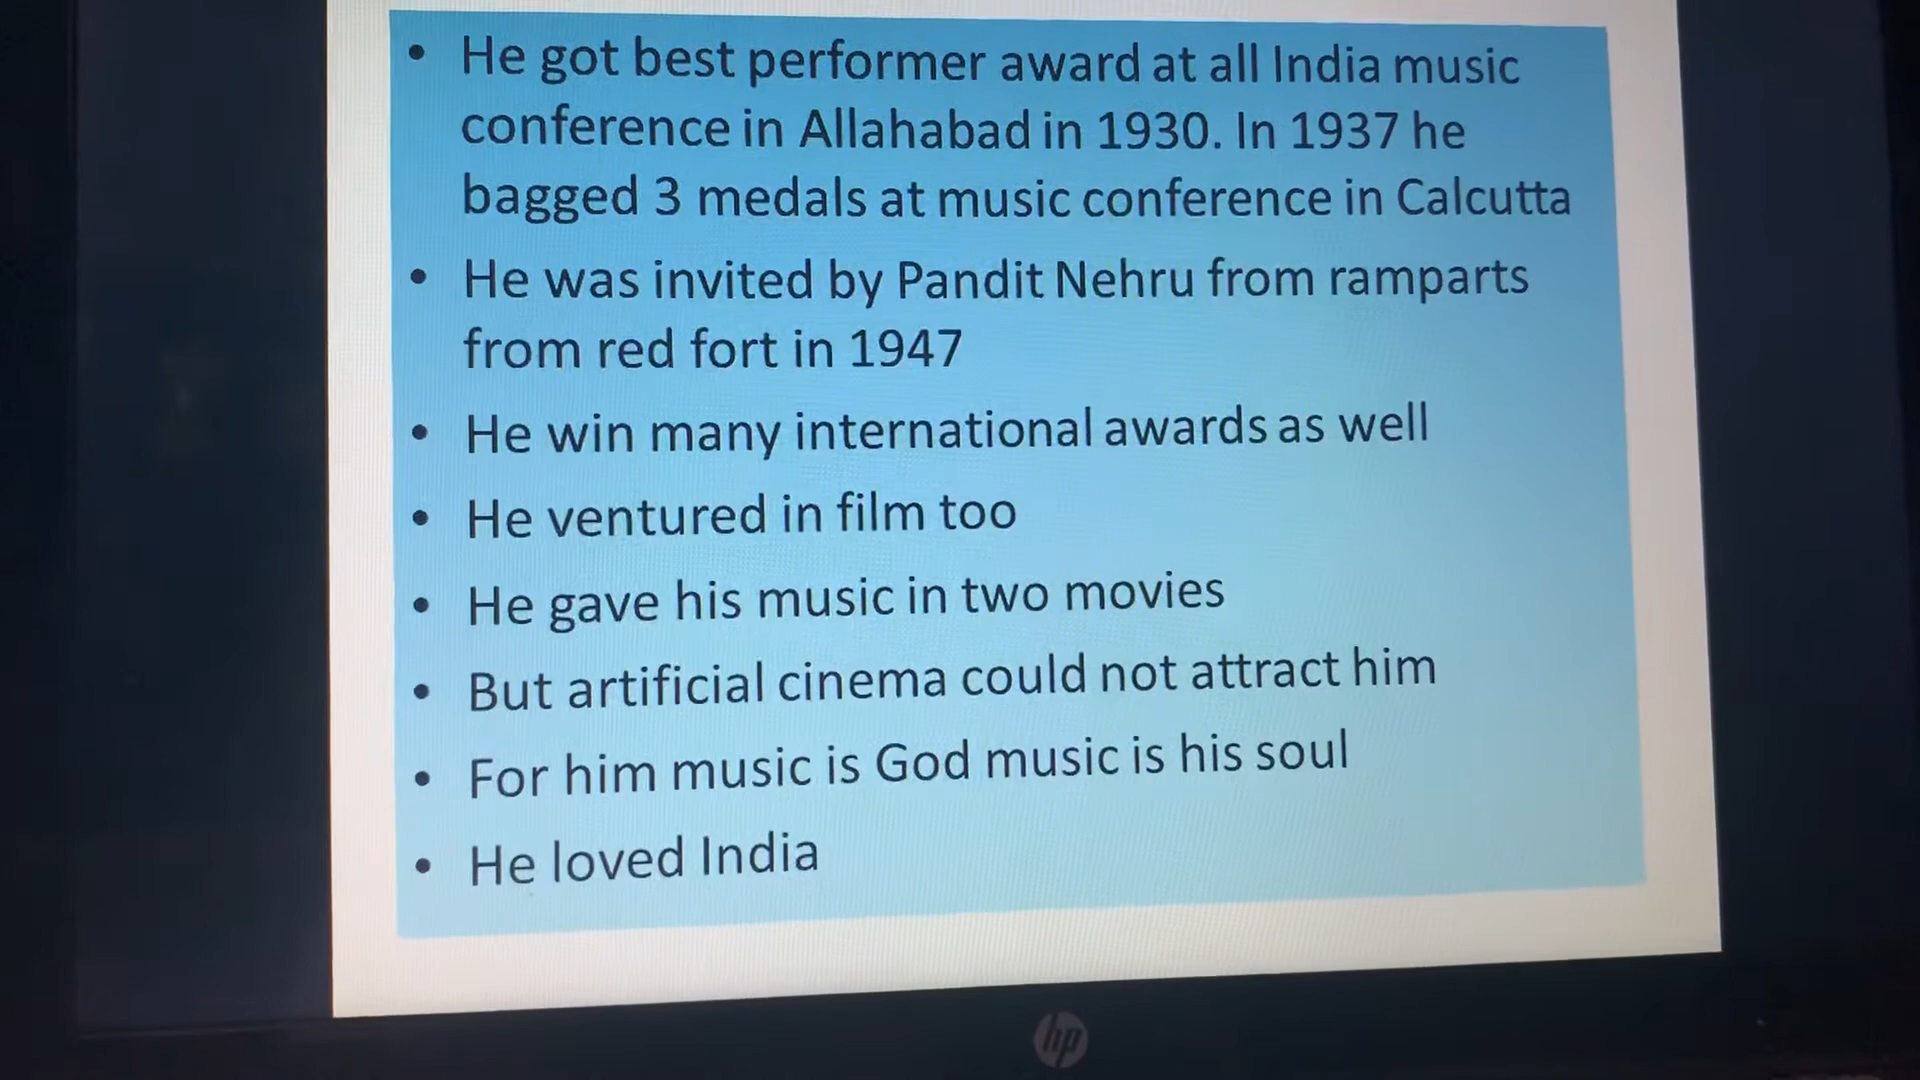 • He got best performer award at all India music
conference in Allahabad in 1930. In 1937 he
bagged 3 medals at music conference in Calcutta
• He was invited by Pandit Nehru from ramparts
from red fort in 1947
• He win many international awards as well
• He ventured in film too
• He gave his music in two movies
• But artificial cinema could not attract him
• For him music is God music is his soul
• He loved India
hp